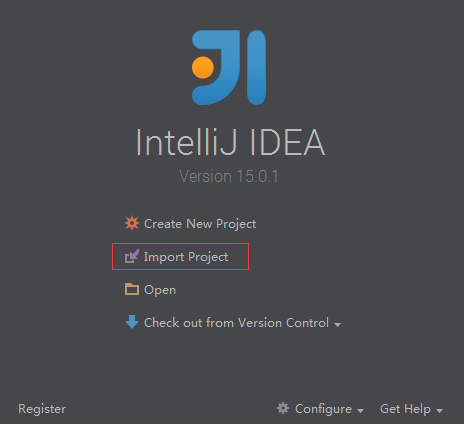 IntelliJ IDEA
Version 15.0.1
Create New Project
Import Project
Open
Check out from Version Control
Register
Configure
Get Help